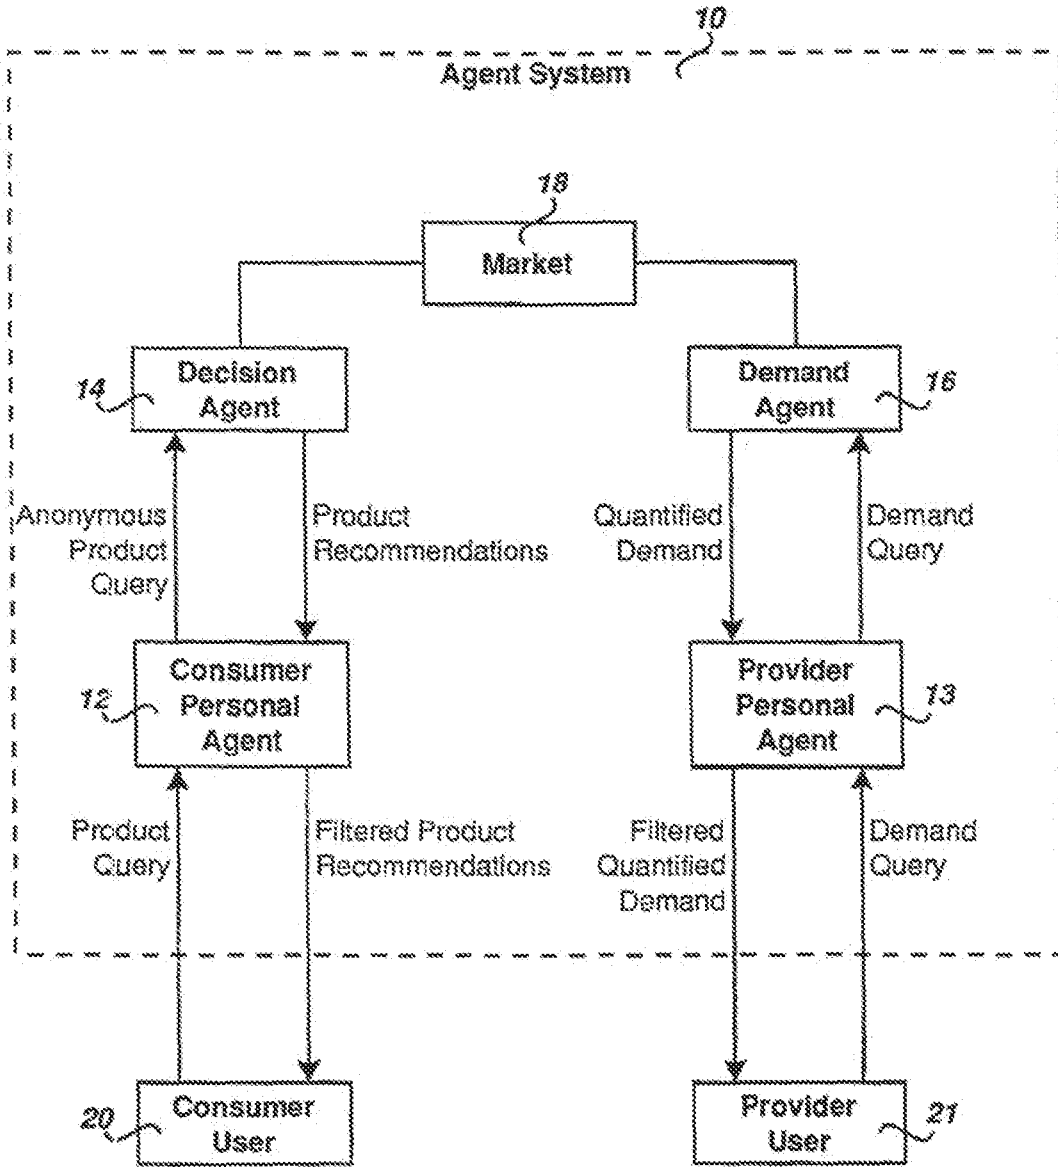 10
Agent System
18
Market
14
Decision
Agent
Demand
Agent
16
Anonymous
Product
Query
Product
Recommendations
Quantified
Demand
Demand
Query
12
Consumer
Personal
Agent
Provider
Personal
Agent
13
Product
Query
Filtered Product
Recommendations
Filtered
Quantified
Demand
Demand
Query
20
Consumer
User
Provider
User
21